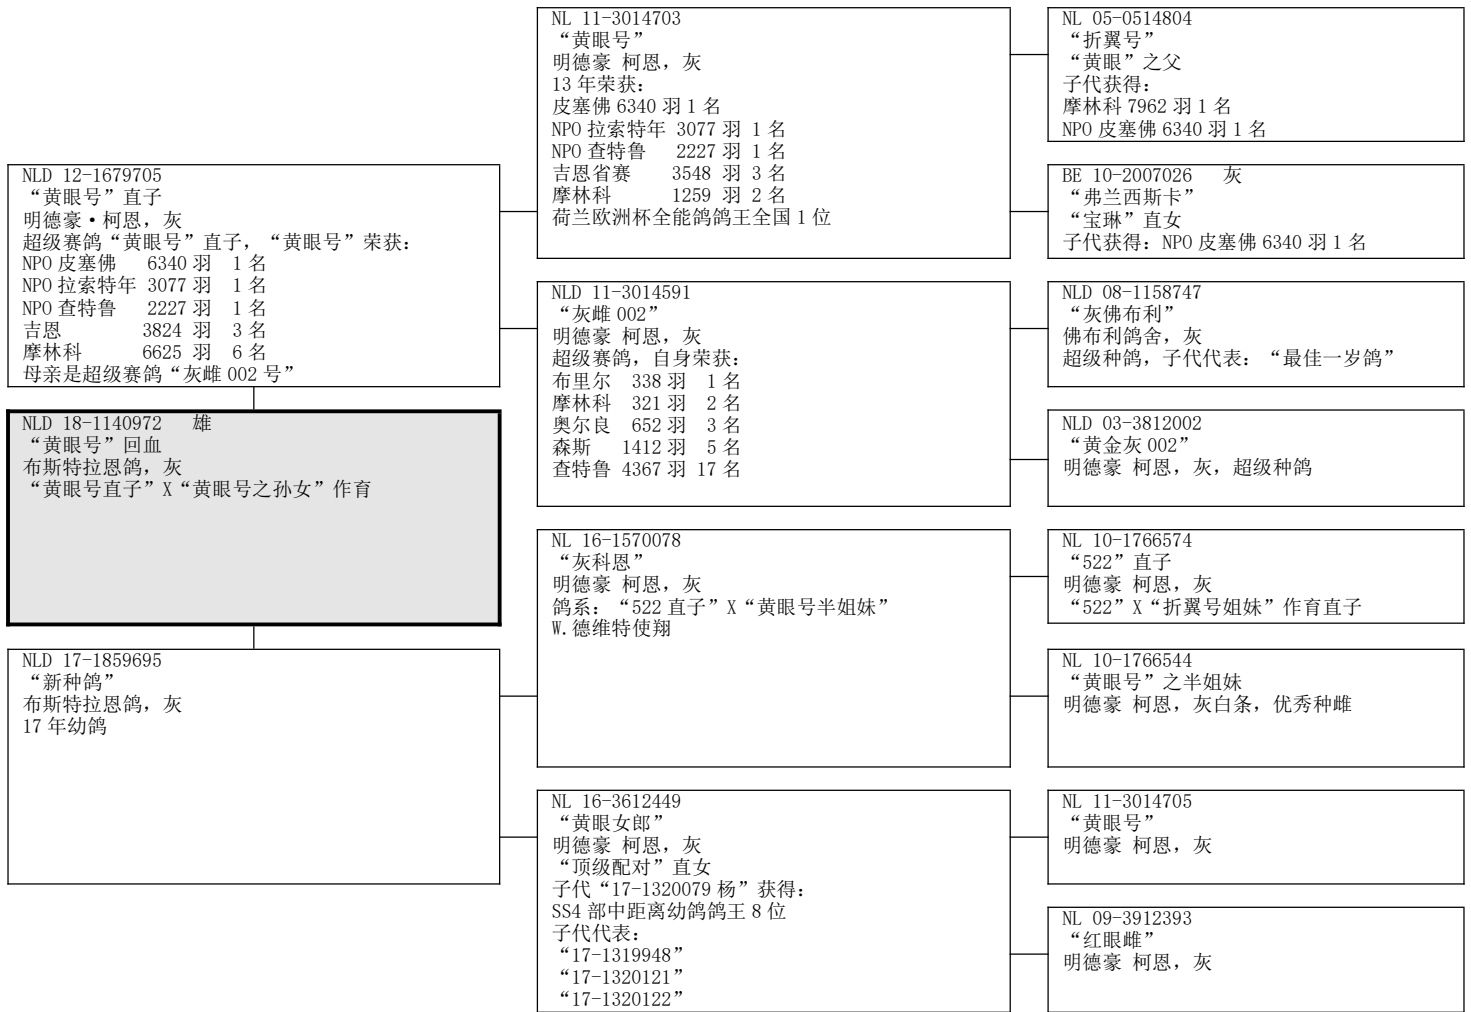 NLD 12-1679705
“黄眼号”直子
明德豪·柯恩，灰
超级赛鸽“黄眼号”直子，“黄眼号”荣获：
NPO 皮塞佛 6340 羽 1 名
NPO 拉索特年 3077 羽 1 名
NPO 查特鲁 2227 羽 1 名
吉恩 3824 羽 3 名
摩林科 6625 羽 6 名
母亲是超级赛鸽“灰雌 002 号”
NLD 18-1140972 雄
“黄眼号”回血
布斯特拉恩鸽，灰
“黄眼号直子”X“黄眼号之孙女”作育
NLD 17-1859695
“新种鸽”
布斯特拉恩鸽，灰
17 年幼鸽
NL 11-3014703
“黄眼号”
明德豪 柯恩，灰
13 年荣获：
皮塞佛 6340 羽 1 名
NPO 拉索特年 3077 羽 1 名
NPO 查特鲁 2227 羽 1 名
吉恩省赛 3548 羽 3 名
摩林科 1259 羽 2 名
荷兰欧洲杯全能鸽鸽王全国 1 位
NLD 11-3014591
“灰雌 002”
明德豪 柯恩，灰
超级赛鸽，自身荣获：
布里尔 338 羽 1 名
摩林科 321 羽 2 名
奥尔良 652 羽 3 名
森斯 1412 羽 5 名
查特鲁 4367 羽 17 名
NL 16-1570078
“灰科恩”
明德豪 柯恩，灰
鸽系：“522 直子”X“黄眼号半姐妹”
W.德维特使翔
NL 16-3612449
“黄眼女郎”
明德豪 柯恩，灰
“顶级配对”直女
子代“17-1320079 杨”获得：
SS4 部中距离幼鸽鸽王 8 位
子代代表：
“17-1319948”
“17-1320121”
“17-1320122”
NL 05-0514804
“折翼号”
“黄眼”之父
子代获得：
摩林科 7962 羽 1 名
NPO 皮塞佛 6340 羽 1 名
BE 10-2007026 灰
“弗兰西斯卡”
“宝琳”直女
子代获得：NPO 皮塞佛 6340 羽 1 名
NLD 08-1158747
“灰佛布利”
佛布利鸽舍，灰
超级种鸽，子代代表：“最佳一岁鸽”
NLD 03-3812002
“黄金灰 002”
明德豪 柯恩，灰，超级种鸽
NL 10-1766574
“522”直子
明德豪 柯恩，灰
“522”X“折翼号姐妹”作育直子
NL 10-1766544
“黄眼号”之半姐妹
明德豪 柯恩，灰白条，优秀种雌
NL 11-3014705
“黄眼号”
明德豪 柯恩，灰
NL 09-3912393
“红眼雌”
明德豪 柯恩，灰